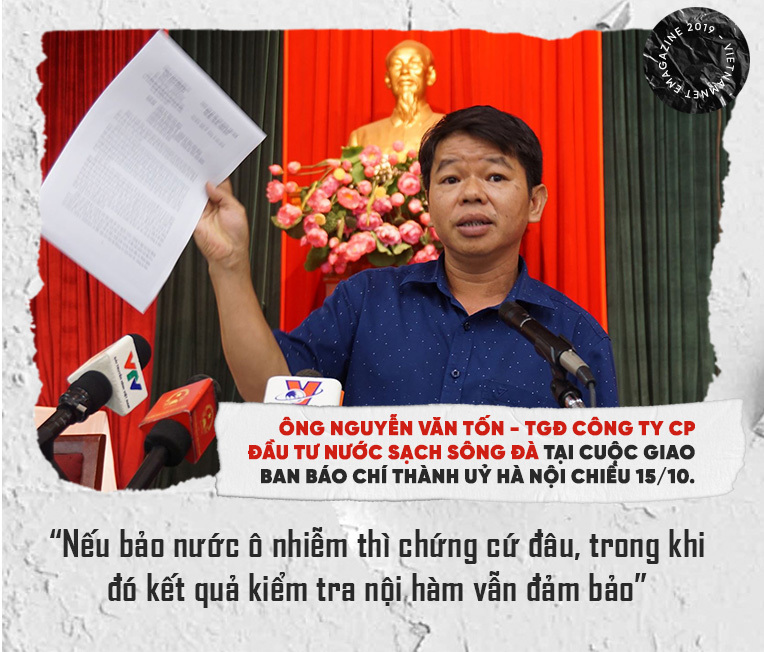 VIETNAMNET EMAGAZINE 2019 -
VTV
ÔNG NGUYỄN VĂN TỐN - TGĐ CÔNG TY CP
ĐẦU TƯ NƯỚC SẠCH SÔNG ĐÀ TẠI CUỘC GIAO
BAN BÁO CHÍ THÀNH UỶ HÀ NỘI CHIỀU 15/10.
“Nếu bảo nước ô nhiễm thì chứng cứ đâu, trong khi
đó kết quả kiểm tra nội hàm vẫn đảm bảo”